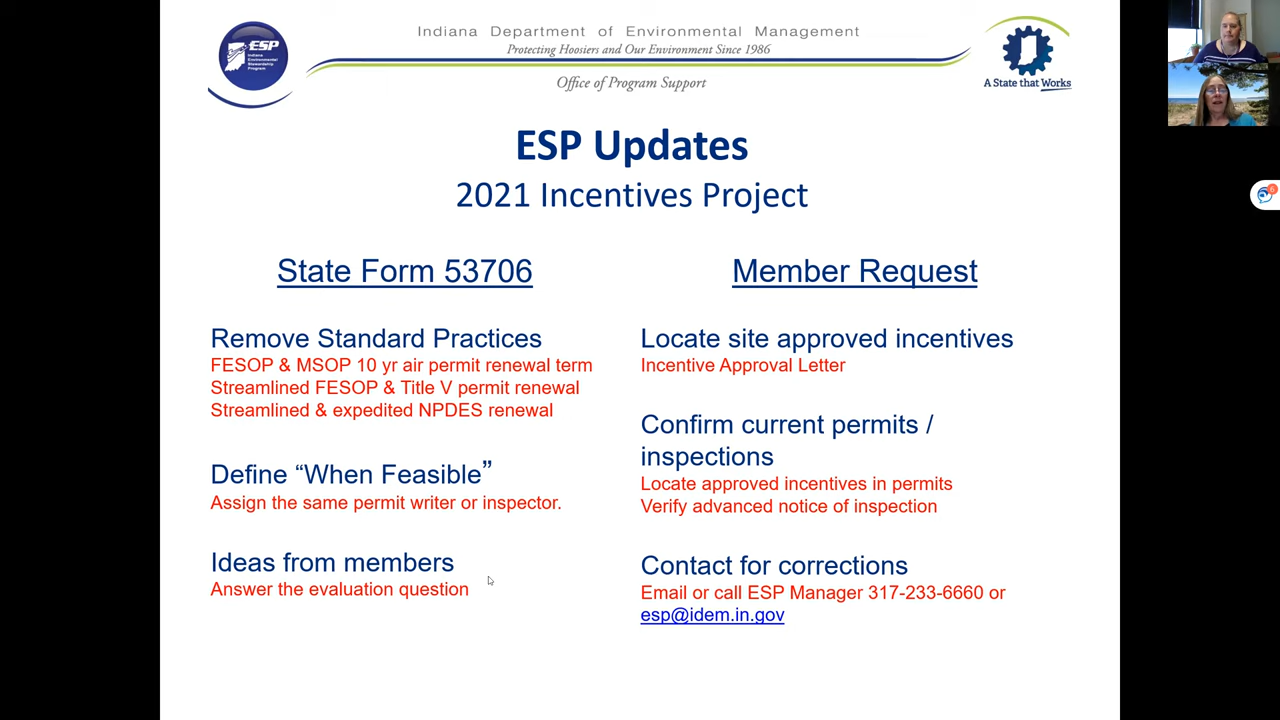 ESP
Indiana
Environmental
Stewardship
Program
Indiana Department of Environmental Management
Protecting Hoosiers and Our Environment Since 1986
Office of Program Support
A State that Works
ESP Updates
2021 Incentives Project
State Form 53706
Remove Standard Practices
FESOP & MSOP 10 yr air permit renewal term
Streamlined FESOP & Title V permit renewal
Streamlined & expedited NPDES renewal
Define “When Feasible”
Assign the same permit writer or inspector.
Ideas from members
Answer the evaluation question
Member Request
Locate site approved incentives
Incentive Approval Letter
Confirm current permits /
inspections
Locate approved incentives in permits
Verify advanced notice of inspection
Contact for corrections
Email or call ESP Manager 317-233-6660 or
esp@idem.in.gov